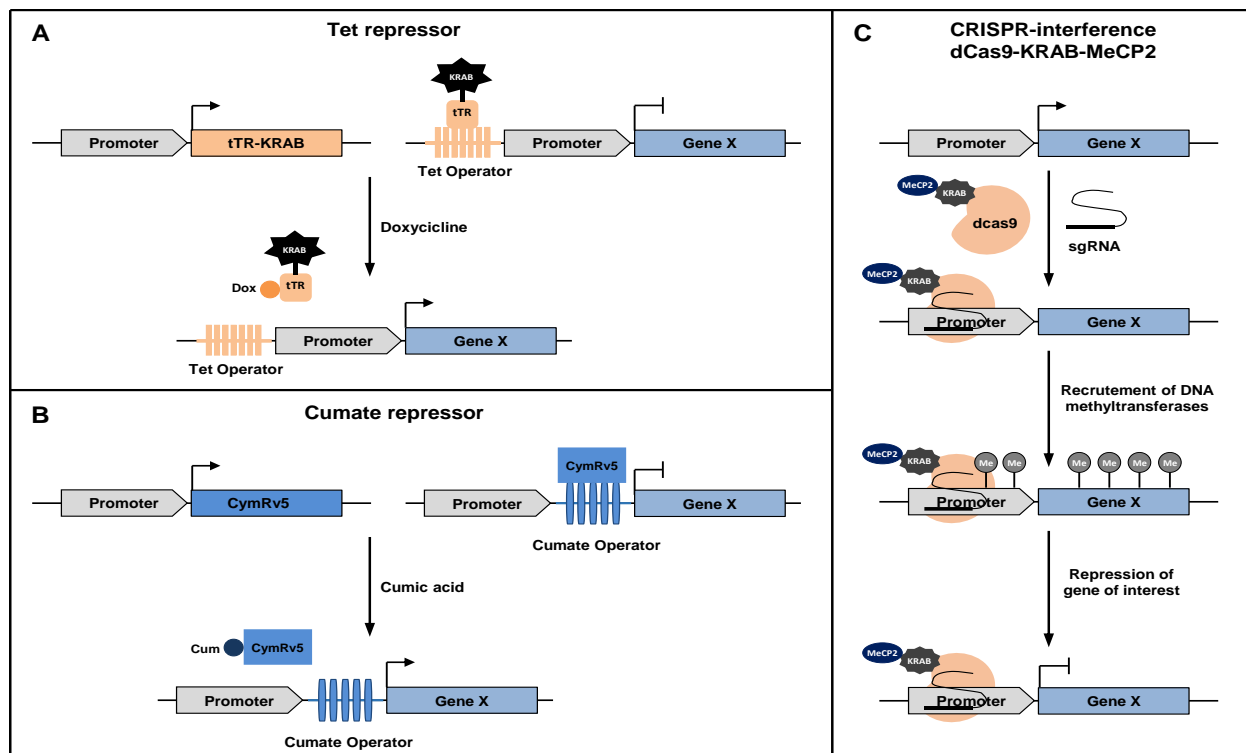 A
Tet repressor
KRAB
tTR
Promoter
tTR-KRAB
Promoter
Gene X
Tet Operator
Doxycicline
KRAB
Dox
tTR
Promoter
Gene X
Tet Operator
B
Cumate repressor
CymRv5
Promoter
CymRv5
Promoter
Gene X
Cumate Operator
Cumic acid
Cum
CymRv5
Promoter
Gene X
Cumate Operator
C
CRISPR-interference
dCas9-KRAB-MeCP2
Promoter
Gene X
MeCP2
KRAB
dcas9
sgRNA
MeCP2
KRAB
Promoter
Gene X
Recrutement of DNA
methyltransferases
MeCP2
KRAB
Me
Me
Me
Me
Me
Me
Promoter
Gene X
Repression of
gene of interest
MeCP2
KRAB
Promoter
Gene X